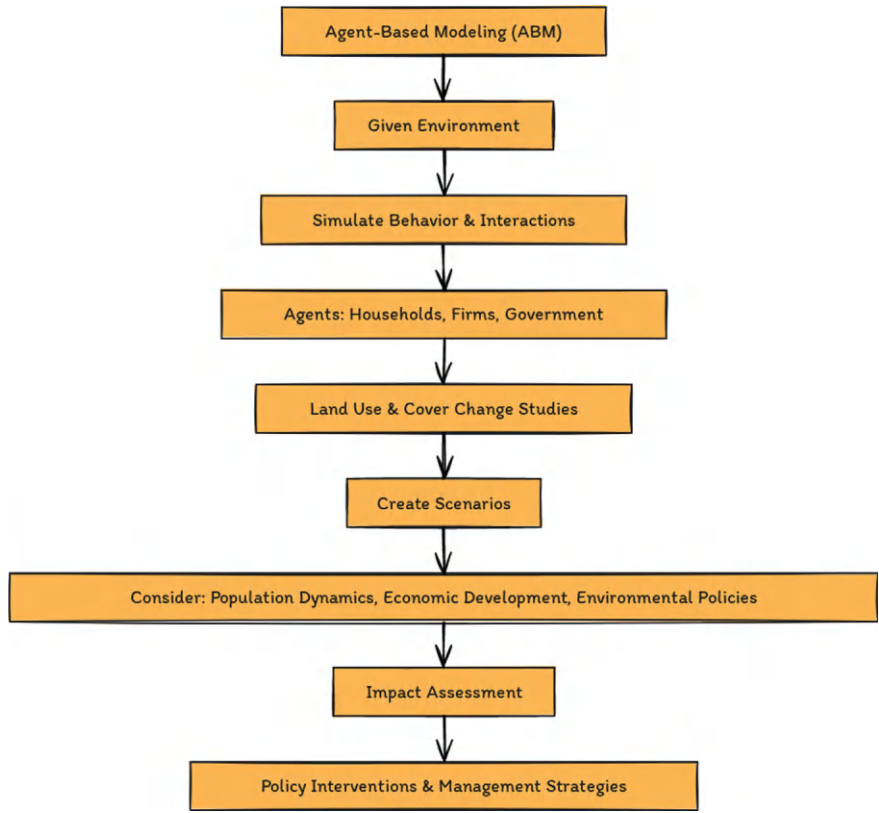 Agent-Based Modeling (ABM)
Given Environment
Simulate Behavior & Interactions
Agents: Households, Firms, Government
Land Use & Cover Change Studies
Create Scenarios
Consider: Population Dynamics, Economic Development, Environmental Policies
Impact Assessment
Policy Interventions & Management Strategies